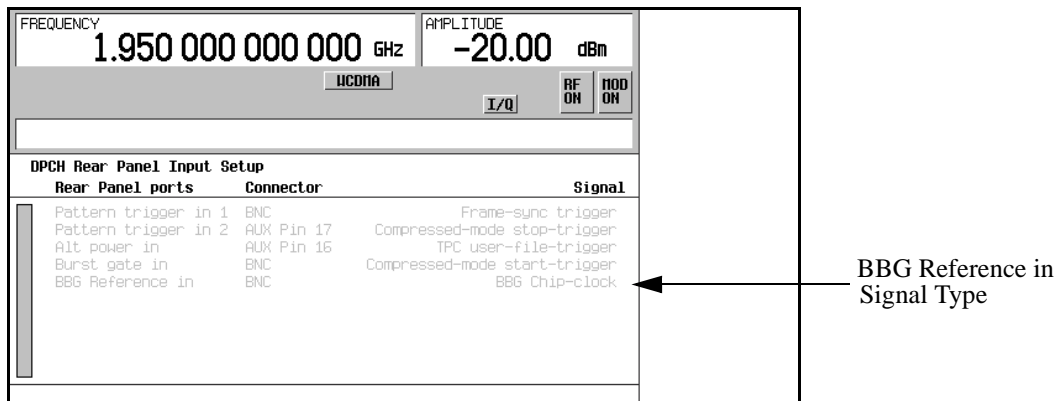 FREQUENCY
1.950 000 000 000 GHz
AMPLITUDE
-20.00 dBm
WCDMA
I/Q
RF ON
MOD ON
DPCH Rear Panel Input Setup
Rear Panel ports Connector Signal
Pattern trigger in 1 BNC Frame-sync trigger
Pattern trigger in 2 AUX Pin 17 Compressed-mode stop-trigger
Alt power in AUX Pin 16 TPC user-file-trigger
Burst gate in BNC Compressed-mode start-trigger
BBG Reference in BNC BBG Chip-clock
BBG Reference in
Signal Type